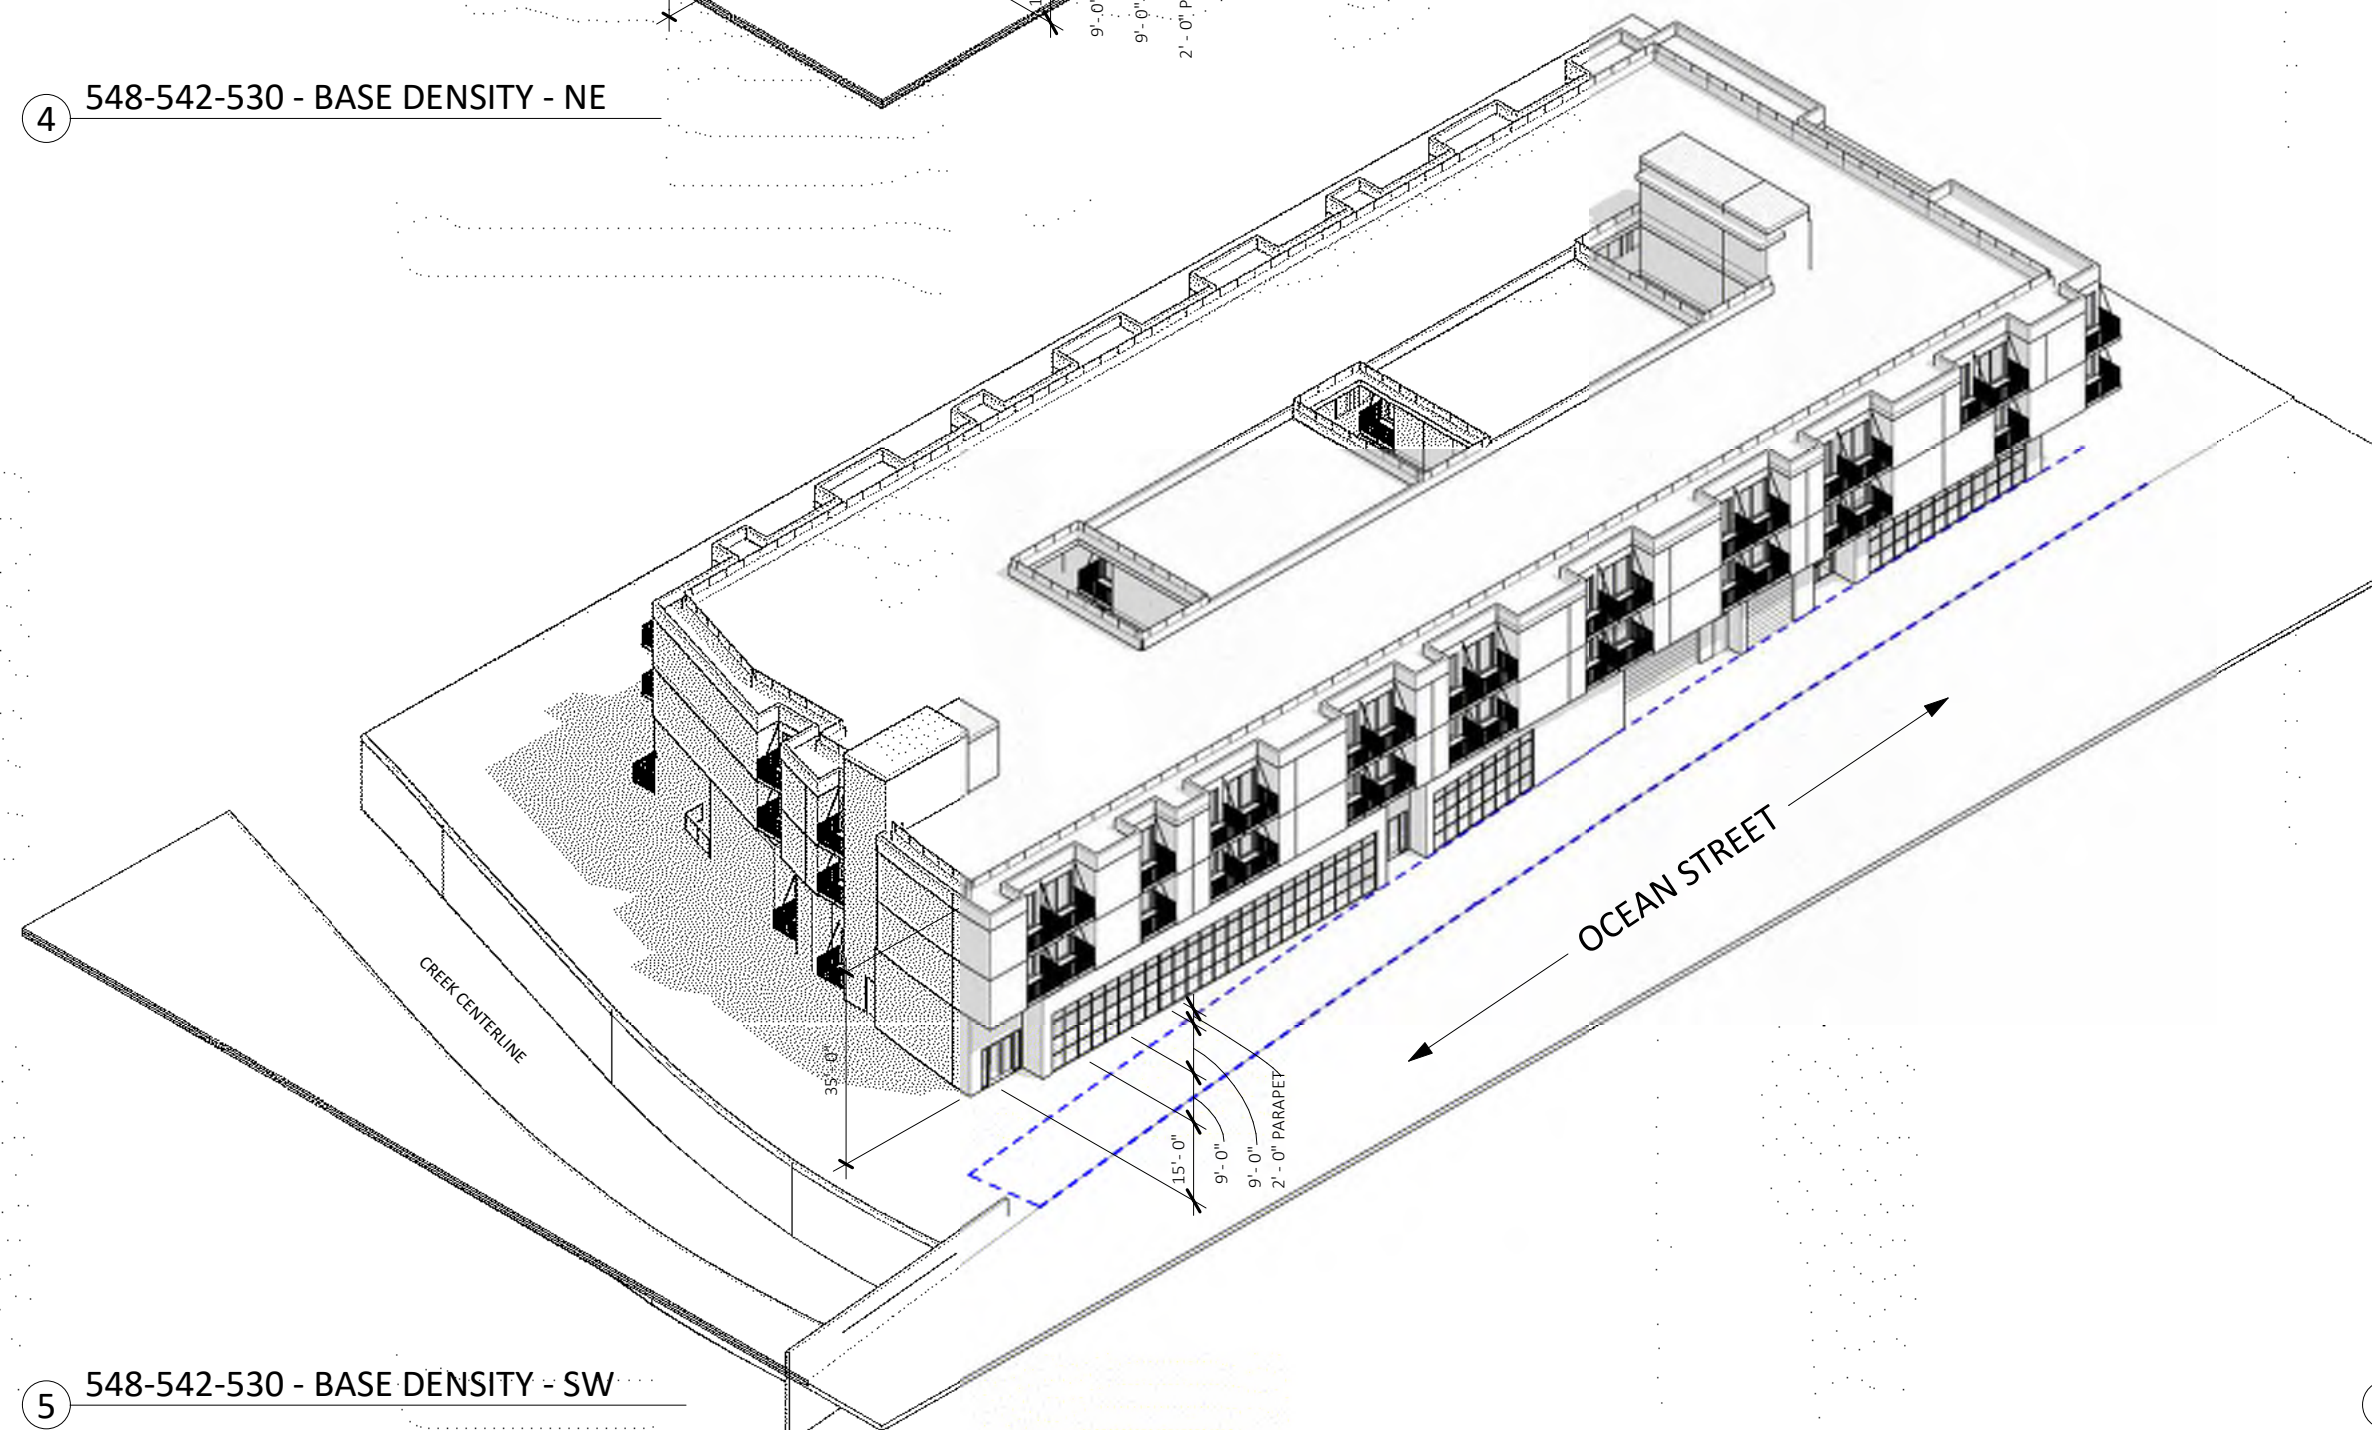 9'-0"
9'- 0"
2' - 0" P
4
548-542-530 - BASE DENSITY - NE
OCEAN STREET
CREEK CENTERLINE
35' - 0"
15'- 0"
9'- 0"
9'- 0"
2' - 0" PARAPET
5
548-542-530 - BASE DENSITY - SW